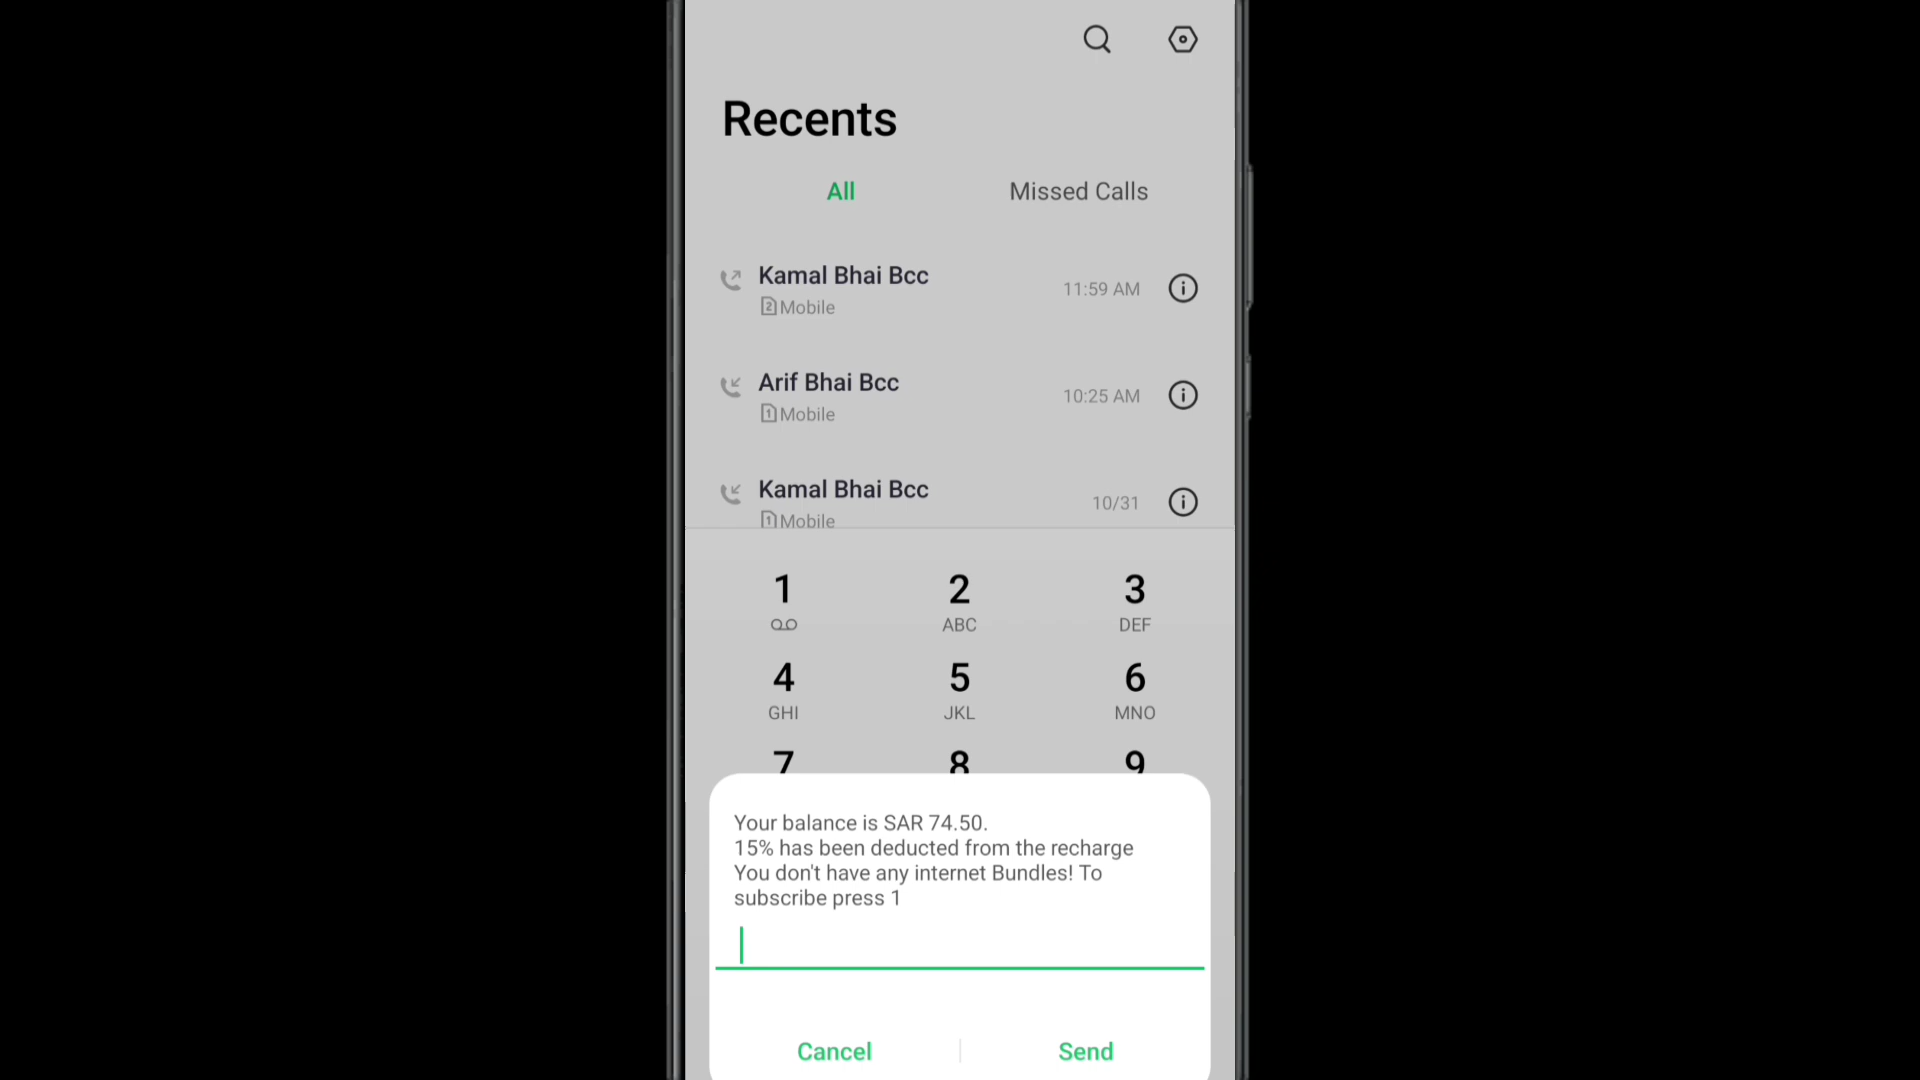 Recents
All
Missed Calls
Kamal Bhai Bcc
2 Mobile
11:59 AM
Arif Bhai Bcc
1 Mobile
10:25 AM
Kamal Bhai Bcc
1 Mobile
10/31
1
2
ABC
3
DEF
4
GHI
5
JKL
6
MNO
7
8
9
Your balance is SAR 74.50.
15% has been deducted from the recharge
You don't have any internet Bundles! To
subscribe press 1
Cancel
Send